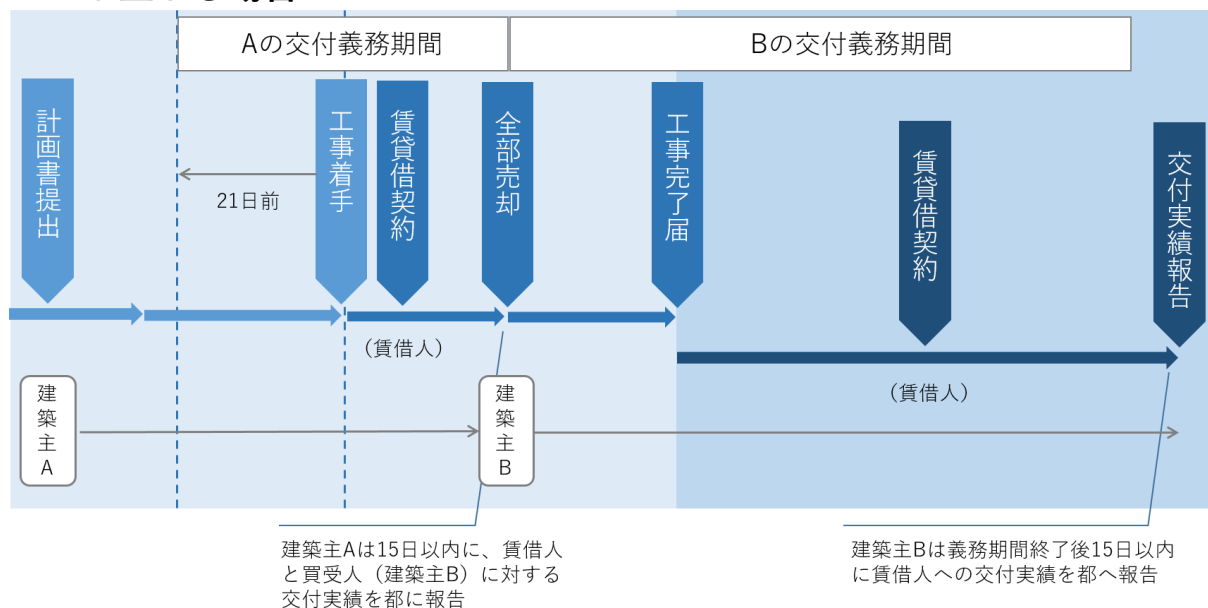 Aの交付義務期間
Bの交付義務期間
計画書提出
21日前
工事着手
賃貸借契約
全部売却
工事完了届
賃貸借契約
交付実績報告
（賃借人）
（賃借人）
建築主A
建築主B
建築主Aは15日以内に、賃借人
と買受人（建築主B）に対する
交付実績を都に報告
建築主Bは義務期間終了後15日以内
に賃借人への交付実績を都へ報告